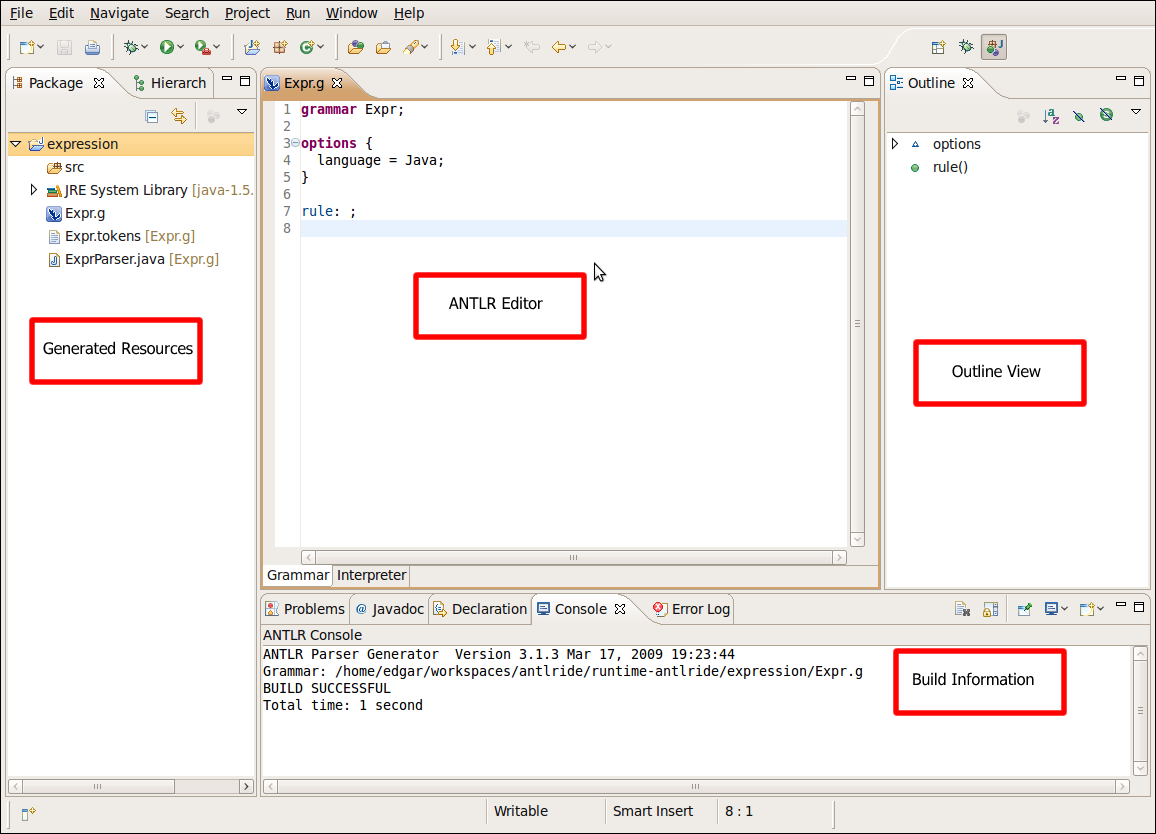 File Edit Navigate Search Project Run Window Help
Package Hierarch
expression
src
JRE System Library [java-1.5.
Expr.g
Expr.tokens [Expr.g]
ExprParser.java [Expr.g]
Generated Resources
Expr.g
1 grammar Expr;
2
3 options {
4 language = Java;
5 }
6
7 rule: ;
8
ANTLR Editor
Grammar Interpreter
Outline
options
rule()
Outline View
Problems @ Javadoc Declaration Console Error Log
ANTLR Console
ANTLR Parser Generator Version 3.1.3 Mar 17, 2009 19:23:44
Grammar: /home/edgar/workspaces/antlride/runtime-antlride/expression/Expr.g
BUILD SUCCESSFUL
Total time: 1 second
Build Information
Writable Smart Insert 8 : 1